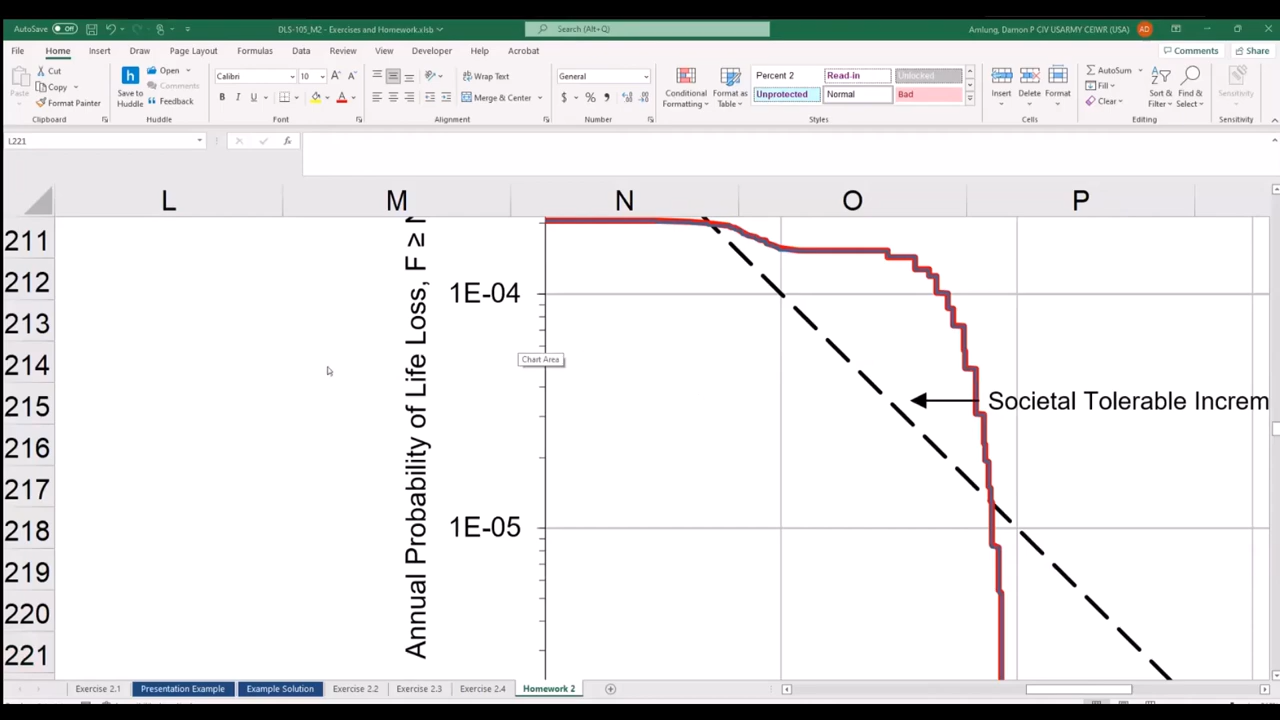 AutoSave Off DLS-105_M2 - Exercises and Homework.xlsb Search (Alt+Q) Amlung, Damon P CIV USARMY CEIWR (USA) AD
File Home Insert Draw Page Layout Formulas Data Review View Developer Help Acrobat Comments Share
Paste Cut Copy Format Painter
Clipboard
h Save to Huddle Open Comments Feedback
Huddle
Calibri 10 A A B I U A
Font
Wrap Text Merge & Center
Alignment
General $ % 9
Number
Conditional Formatting Format as Table Percent 2 Read-in Unlocked Unprotected Normal Bad
Styles
Insert Delete Format
Cells
AutoSum Fill Clear Sort & Filter Find & Select
Editing
Sensitivity
Sensitivity
L221 fx
L M N O P
211
212
213
214
215
216
217
218
219
220
221
Annual Probability of Life Loss, F ≥
1E-04
1E-05
Chart Area
Societal Tolerable Increm
Exercise 2.1 Presentation Example Example Solution Exercise 2.2 Exercise 2.3 Exercise 2.4 Homework 2